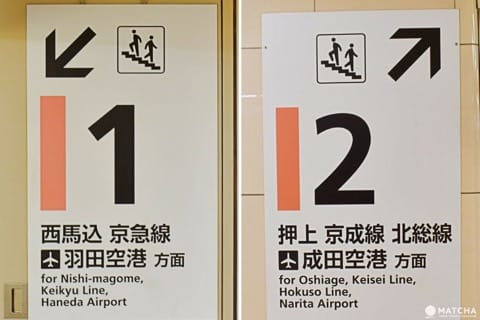 1
西馬込 京急線
羽田空港 方面
for Nishi-magome,
Keikyu Line,
Haneda Airport
2
押上 京成線 北総線
成田空港 方面
for Oshiage, Keisei Line,
Hokuso Line,
Narita Airport
MATCHA